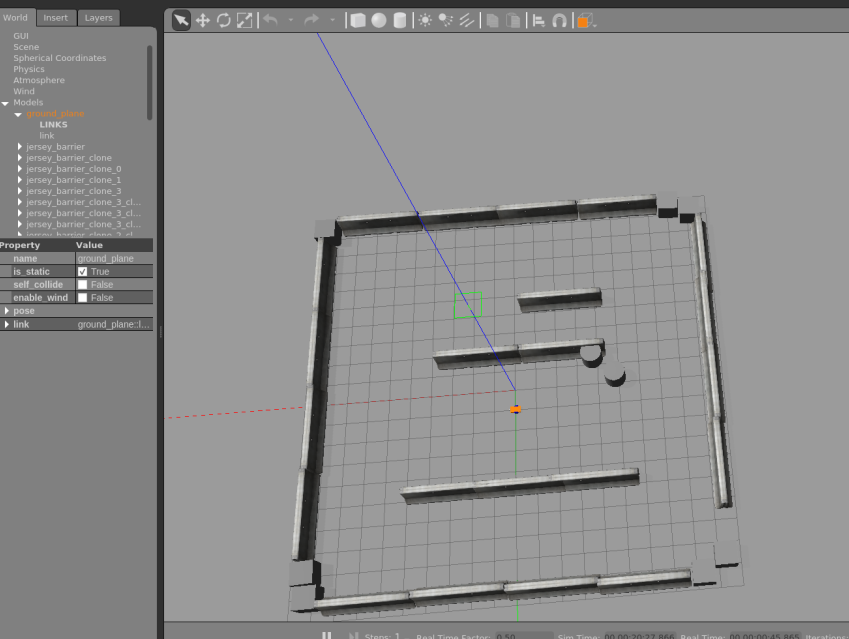 World Insert Layers
GUI
Scene
Spherical Coordinates
Physics
Atmosphere
Wind
Models
ground_plane
LINKS
link
jersey_barrier
jersey_barrier_clone
jersey_barrier_clone_0
jersey_barrier_clone_1
jersey_barrier_clone_3
jersey_barrier_clone_3_cl...
jersey_barrier_clone_3_cl...
jersey_barrier_clone_3_cl...
Property Value
name ground_plane
is_static True
self_collide False
enable_wind False
pose
link ground_plane::l...
Steps: 1 Real Time Factor: 0.50 Sim Time: 00:00:20:27.866 Real Time: 00:00:00:45.865 Iterations